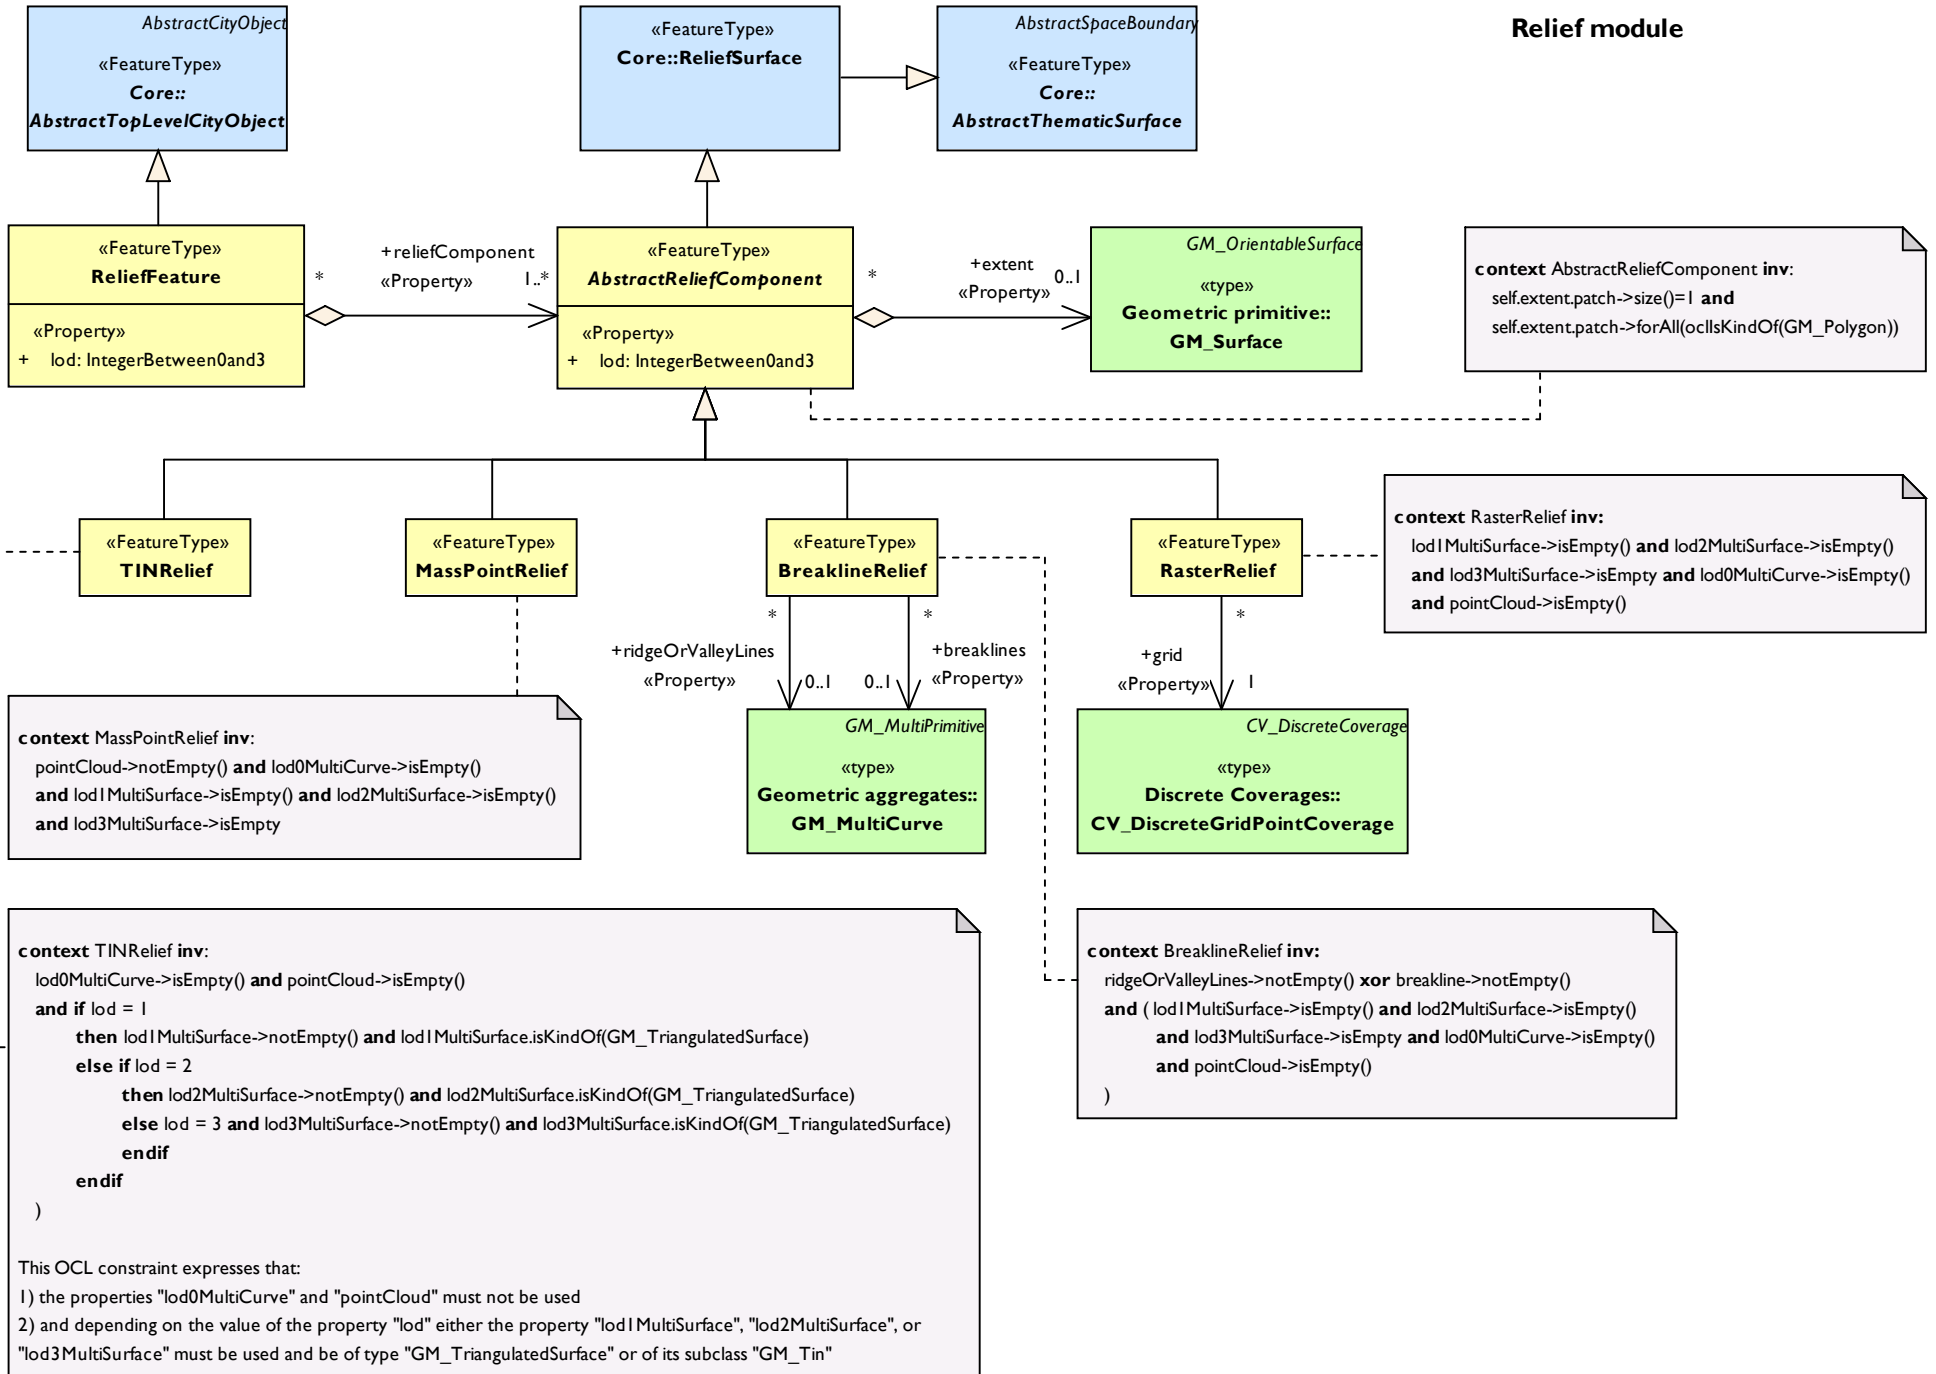 Relief module
AbstractCityObject
«FeatureType»
Core::
AbstractTopLevelCityObject
«FeatureType»
Core::ReliefSurface
AbstractSpaceBoundary
«FeatureType»
Core::
AbstractThematicSurface
«FeatureType»
ReliefFeature
«Property»
+ lod: IntegerBetween0and3
*
+reliefComponent
«Property»
1..*
«FeatureType»
AbstractReliefComponent
«Property»
+ lod: IntegerBetween0and3
*
+extent
«Property»
0..1
GM_OrientableSurface
«type»
Geometric primitive::
GM_Surface
context AbstractReliefComponent inv:
self.extent.patch->size()=1 and
self.extent.patch->forAll(oclIsKindOf(GM_Polygon))
«FeatureType»
TINRelief
«FeatureType»
MassPointRelief
«FeatureType»
BreaklineRelief
«FeatureType»
RasterRelief
context RasterRelief inv:
lod1MultiSurface->isEmpty() and lod2MultiSurface->isEmpty()
and lod3MultiSurface->isEmpty and lod0MultiCurve->isEmpty()
and pointCloud->isEmpty()
*
+ridgeOrValleyLines
«Property»
0..1
*
+breaklines
«Property»
0..1
*
+grid
«Property»
1
context MassPointRelief inv:
pointCloud->notEmpty() and lod0MultiCurve->isEmpty()
and lod1MultiSurface->isEmpty() and lod2MultiSurface->isEmpty()
and lod3MultiSurface->isEmpty
GM_MultiPrimitive
«type»
Geometric aggregates::
GM_MultiCurve
CV_DiscreteCoverage
«type»
Discrete Coverages::
CV_DiscreteGridPointCoverage
context TINRelief inv:
lod0MultiCurve->isEmpty() and pointCloud->isEmpty()
and if lod = 1
then lod1MultiSurface->notEmpty() and lod1MultiSurface.isKindOf(GM_TriangulatedSurface)
else if lod = 2
then lod2MultiSurface->notEmpty() and lod2MultiSurface.isKindOf(GM_TriangulatedSurface)
else lod = 3 and lod3MultiSurface->notEmpty() and lod3MultiSurface.isKindOf(GM_TriangulatedSurface)
endif
endif
)
This OCL constraint expresses that:
1) the properties "lod0MultiCurve" and "pointCloud" must not be used
2) and depending on the value of the property "lod" either the property "lod1MultiSurface", "lod2MultiSurface", or
"lod3MultiSurface" must be used and be of type "GM_TriangulatedSurface" or of its subclass "GM_Tin"
context BreaklineRelief inv:
ridgeOrValleyLines->notEmpty() xor breakline->notEmpty()
and ( lod1MultiSurface->isEmpty() and lod2MultiSurface->isEmpty()
and lod3MultiSurface->isEmpty and lod0MultiCurve->isEmpty()
and pointCloud->isEmpty()
)